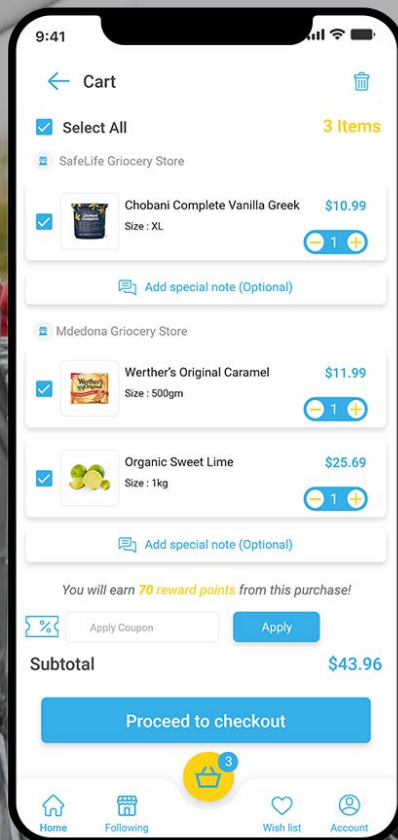 9:41
Cart
Select All
3 Items
SafeLife Griocery Store
Chobani Complete Vanilla Greek
$10.99
Size : XL
1
Add special note (Optional)
Mdedona Griocery Store
Werther's Original Caramel
$11.99
Size : 500gm
1
Organic Sweet Lime
$25.69
Size : 1kg
1
Add special note (Optional)
You will earn 70 reward points from this purchase!
%
Apply Coupon
Apply
Subtotal
$43.96
Proceed to checkout
3
Home
Following
Wish list
Account